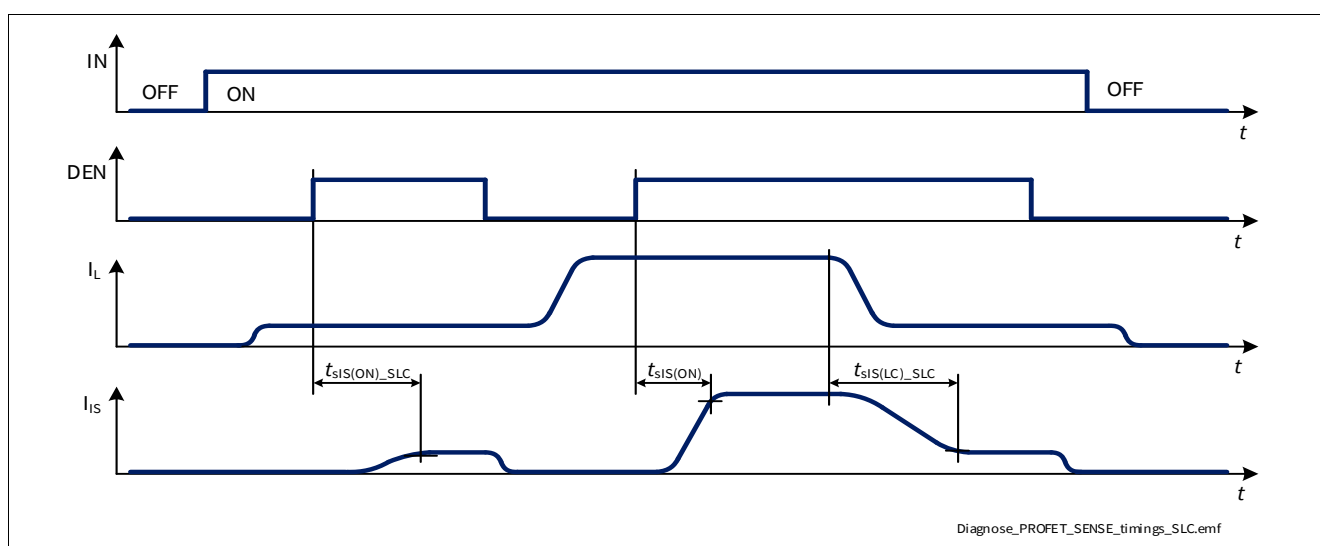 IN
OFF
ON
OFF
t
DEN
t
IL
t
tsIS(ON)_SLC
tsIS(ON)
tsIS(LC)_SLC
IIS
t
Diagnose_PROFET_SENSE_timings_SLC.emf